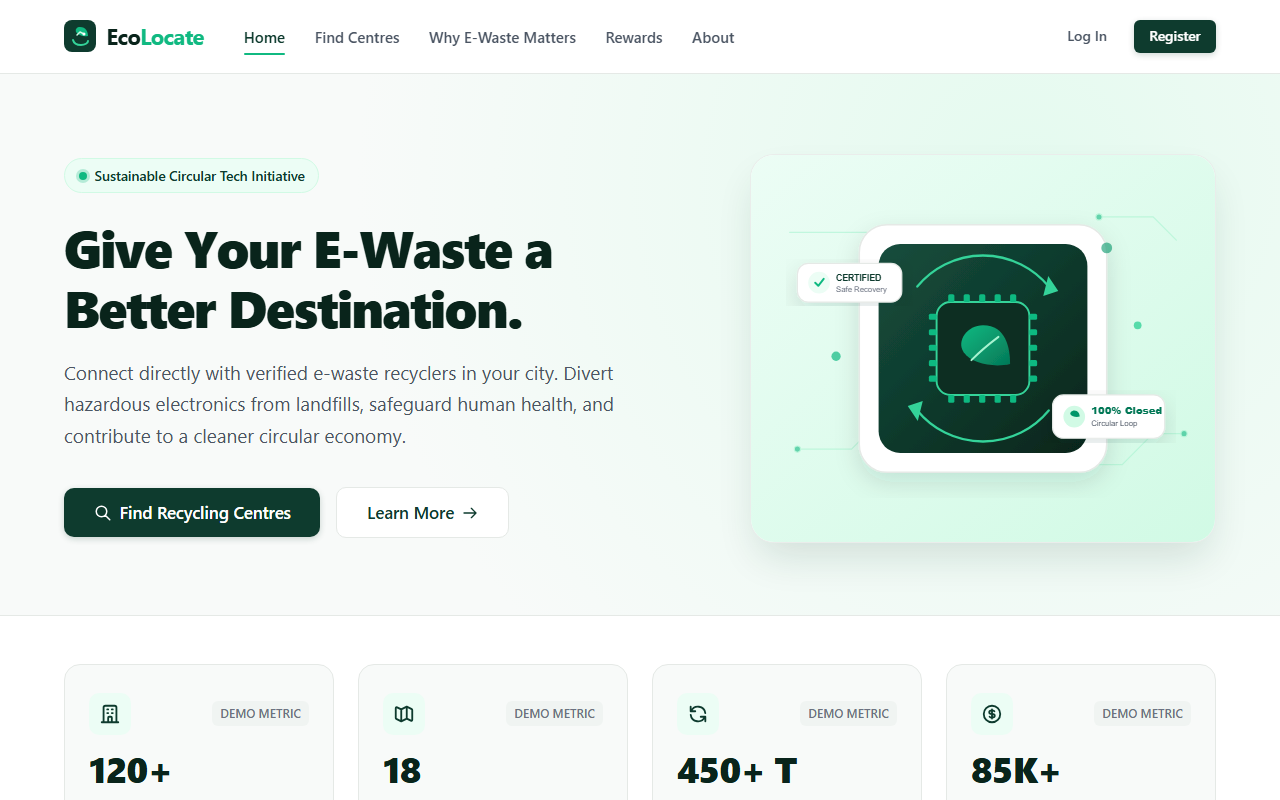 EcoLocate
Home
Find Centres
Why E-Waste Matters
Rewards
About
Log In
Register
Sustainable Circular Tech Initiative
Give Your E-Waste a
Better Destination.
Connect directly with verified e-waste recyclers in your city. Divert
hazardous electronics from landfills, safeguard human health, and
contribute to a cleaner circular economy.
Find Recycling Centres
Learn More →
CERTIFIED
Safe Recovery
100% Closed
Circular Loop
DEMO METRIC
120+
DEMO METRIC
18
DEMO METRIC
450+ T
DEMO METRIC
85K+